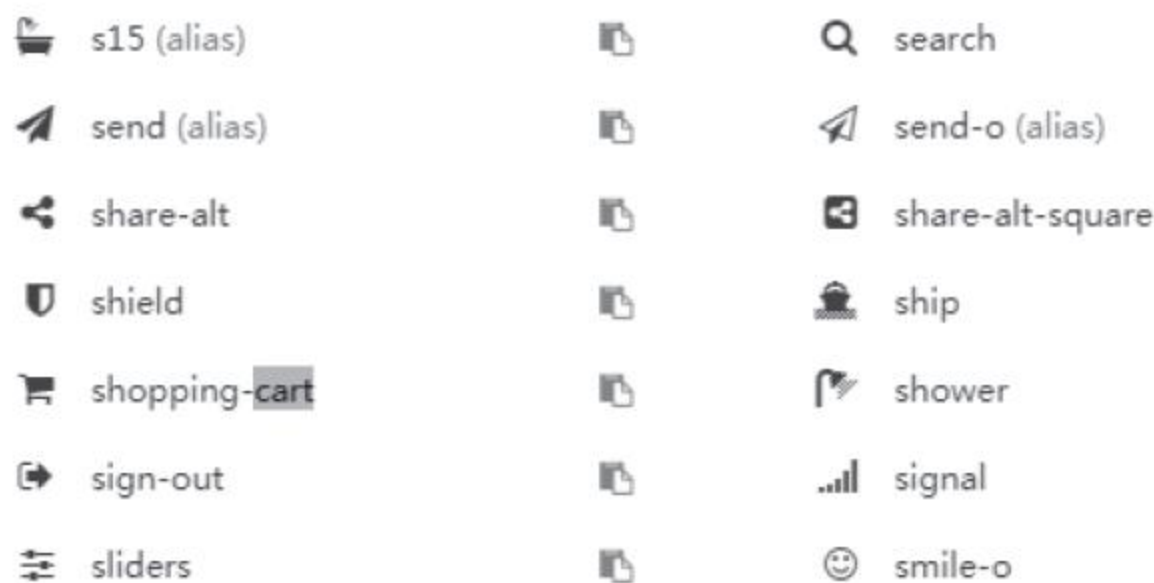 s15 (alias) search
send (alias) send-o (alias)
share-alt share-alt-square
shield ship
shopping-cart shower
sign-out signal
sliders smile-o